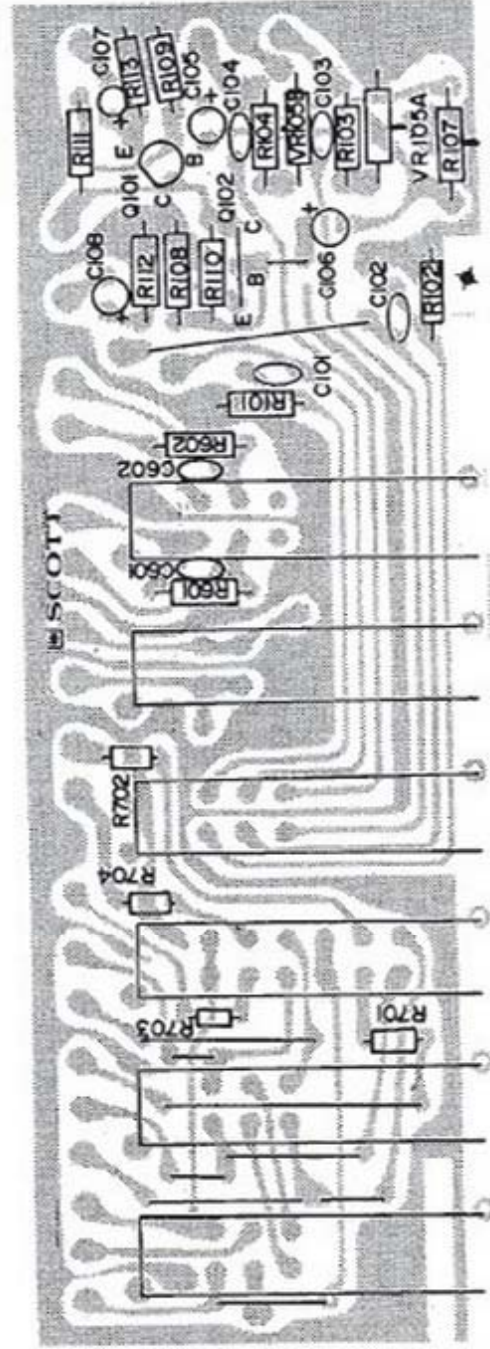 C107
R113
R109
C105
C104
R104
VR105B
C103
R103
VR105A
R107
R111
E
B
C
Q101
Q102
C
B
E
C108
R112
R108
R110
C106
C102
R102
C101
R101
R602
C602
SCOTT
C601
R601
R702
R704
R703
R701
+
+
+
+